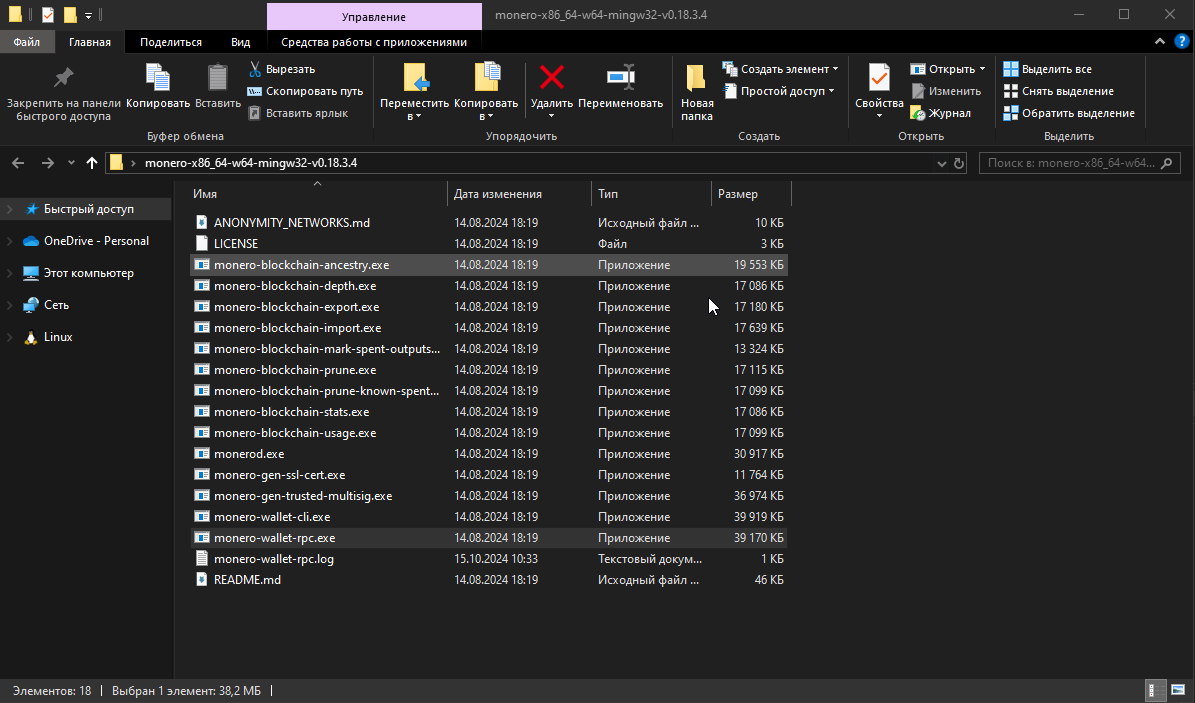 Управление
monero-x86_64-w64-mingw32-v0.18.3.4
Файл
Главная
Поделиться
Вид
Средства работы с приложениями
Закрепить на панели быстрого доступа
Копировать
Вставить
Вырезать
Скопировать путь
Вставить ярлык
Буфер обмена
Переместить в
Копировать в
Удалить
Переименовать
Упорядочить
Новая папка
Создать элемент
Простой доступ
Создать
Свойства
Открыть
Изменить
Журнал
Открыть
Выделить все
Снять выделение
Обратить выделение
Выделить
monero-x86_64-w64-mingw32-v0.18.3.4
Поиск в: monero-x86_64-w64...
Быстрый доступ
OneDrive - Personal
Этот компьютер
Сеть
Linux
Имя Дата изменения Тип Размер
ANONYMITY_NETWORKS.md 14.08.2024 18:19 Исходный файл ... 10 КБ
LICENSE 14.08.2024 18:19 Файл 3 КБ
monero-blockchain-ancestry.exe 14.08.2024 18:19 Приложение 19 553 КБ
monero-blockchain-depth.exe 14.08.2024 18:19 Приложение 17 086 КБ
monero-blockchain-export.exe 14.08.2024 18:19 Приложение 17 180 КБ
monero-blockchain-import.exe 14.08.2024 18:19 Приложение 17 639 КБ
monero-blockchain-mark-spent-outputs... 14.08.2024 18:19 Приложение 13 324 КБ
monero-blockchain-prune.exe 14.08.2024 18:19 Приложение 17 115 КБ
monero-blockchain-prune-known-spent... 14.08.2024 18:19 Приложение 17 099 КБ
monero-blockchain-stats.exe 14.08.2024 18:19 Приложение 17 086 КБ
monero-blockchain-usage.exe 14.08.2024 18:19 Приложение 17 099 КБ
monerod.exe 14.08.2024 18:19 Приложение 30 917 КБ
monero-gen-ssl-cert.exe 14.08.2024 18:19 Приложение 11 764 КБ
monero-gen-trusted-multisig.exe 14.08.2024 18:19 Приложение 36 974 КБ
monero-wallet-cli.exe 14.08.2024 18:19 Приложение 39 919 КБ
monero-wallet-rpc.exe 14.08.2024 18:19 Приложение 39 170 КБ
monero-wallet-rpc.log 15.10.2024 10:33 Текстовый докум... 1 КБ
README.md 14.08.2024 18:19 Исходный файл ... 46 КБ
Элементов: 18
Выбран 1 элемент: 38,2 МБ